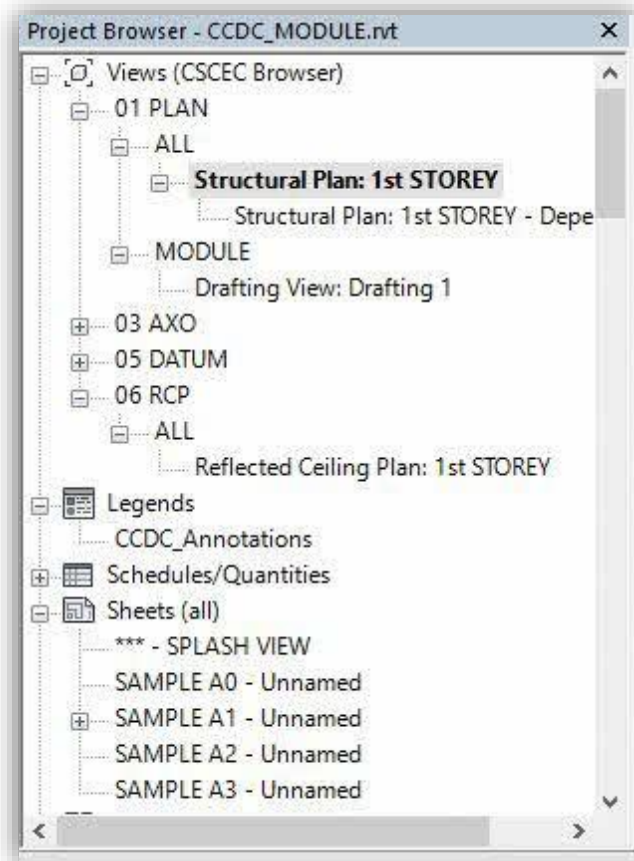 Project Browser - CCDC_MODULE.rvt
Views (CSCEC Browser)
01 PLAN
ALL
Structural Plan: 1st STOREY
Structural Plan: 1st STOREY - Depe
MODULE
Drafting View: Drafting 1
03 AXO
05 DATUM
06 RCP
ALL
Reflected Ceiling Plan: 1st STOREY
Legends
CCDC_Annotations
Schedules/Quantities
Sheets (all)
*** - SPLASH VIEW
SAMPLE A0 - Unnamed
SAMPLE A1 - Unnamed
SAMPLE A2 - Unnamed
SAMPLE A3 - Unnamed